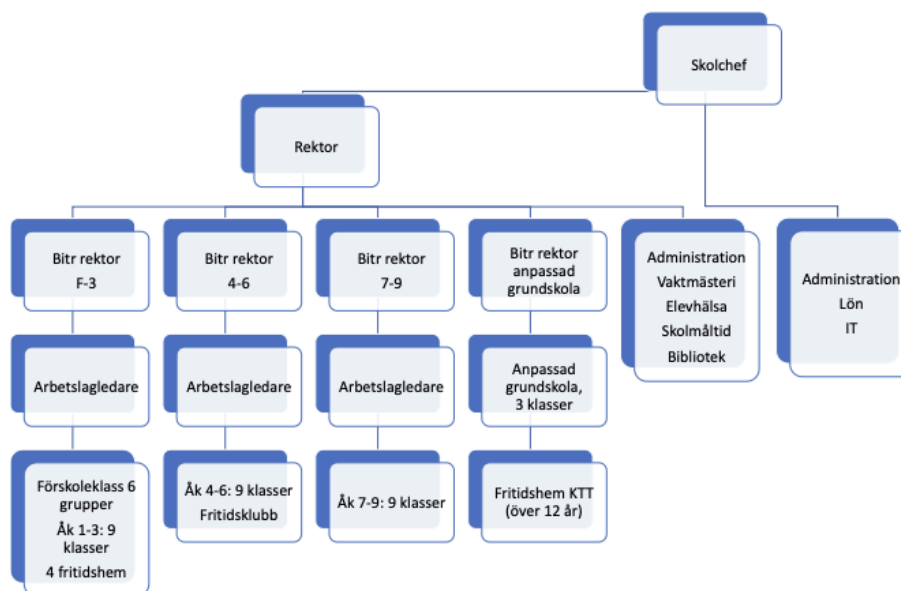 Skolchef
Rektor
Bitr rektor
F-3
Bitr rektor
4-6
Bitr rektor
7-9
Bitr rektor
anpassad
grundskola
Administration
Vaktmästeri
Elevhälsa
Skolmåltid
Bibliotek
Administration
Lön
IT
Arbetslagledare
Arbetslagledare
Arbetslagledare
Anpassad
grundskola,
3 klasser
Förskoleklass 6
grupper
Åk 1-3: 9
klasser
4 fritidshem
Åk 4-6: 9 klasser
Fritidsklubb
Åk 7-9: 9 klasser
Fritidshem KTT
(över 12 år)